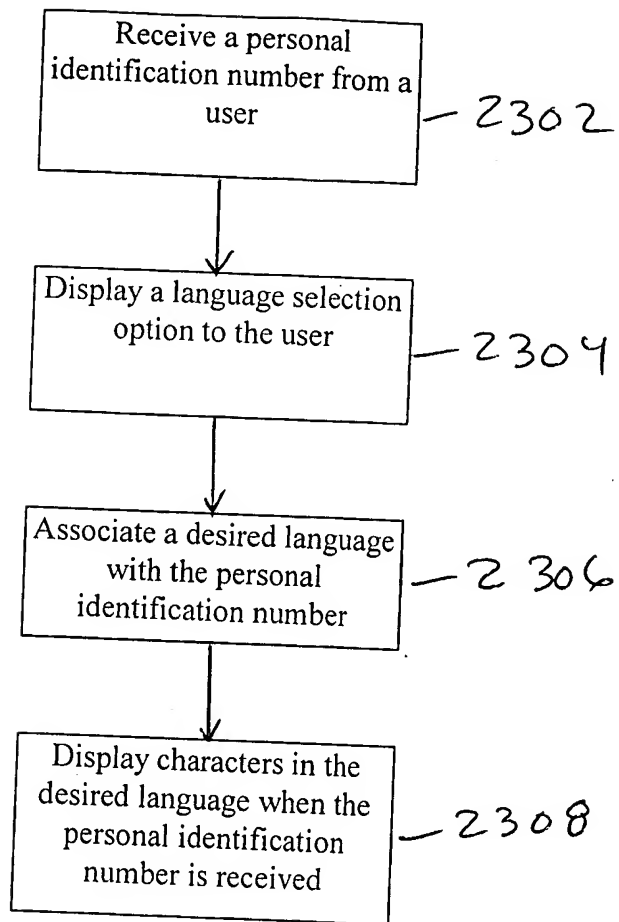 Receive a personal
identification number from a
user
2302
Display a language selection
option to the user
2304
Associate a desired language
with the personal
identification number
2306
Display characters in the
desired language when the
personal identification
number is received
2308